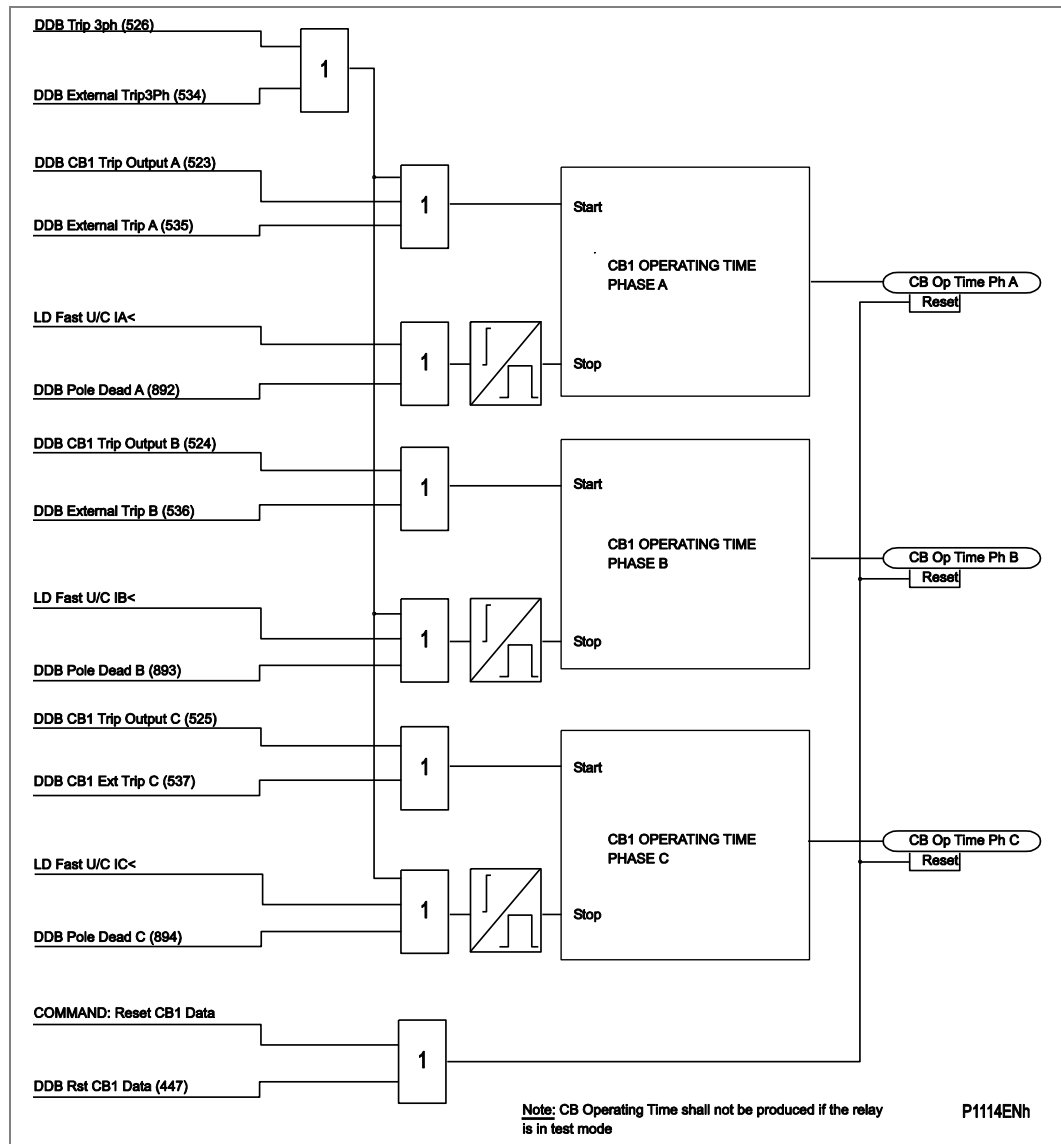 DDB Trip 3ph (526)
1
DDB External Trip3Ph (534)
DDB CB1 Trip Output A (523)
DDB External Trip A (535)
1
Start
CB1 OPERATING TIME
PHASE A
CB Op Time Ph A
Reset
LD Fast U/C IA<
DDB Pole Dead A (892)
1
Stop
DDB CB1 Trip Output B (524)
DDB External Trip B (536)
1
Start
CB1 OPERATING TIME
PHASE B
CB Op Time Ph B
Reset
LD Fast U/C IB<
DDB Pole Dead B (893)
1
Stop
DDB CB1 Trip Output C (525)
DDB CB1 Ext Trip C (537)
1
Start
CB1 OPERATING TIME
PHASE C
CB Op Time Ph C
Reset
LD Fast U/C IC<
DDB Pole Dead C (894)
1
Stop
COMMAND: Reset CB1 Data
DDB Rst CB1 Data (447)
1
Note: CB Operating Time shall not be produced if the relay
is in test mode
P1114ENh